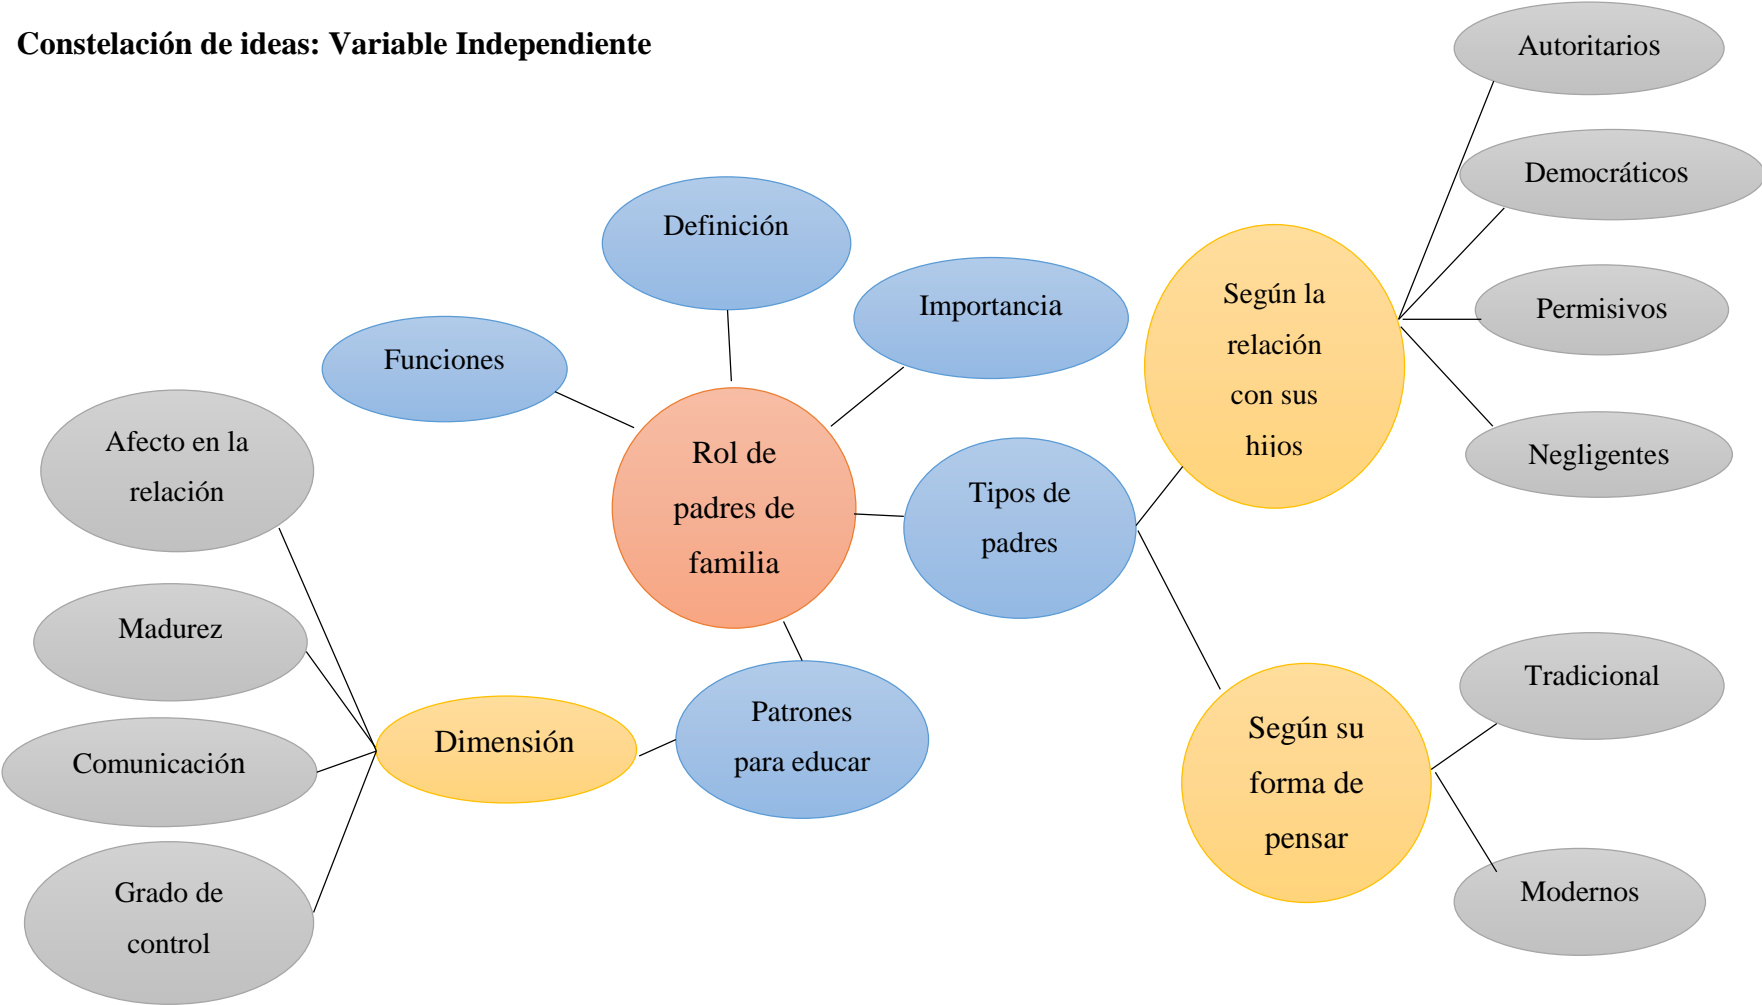 Constelación de ideas: Variable Independiente
Autoritarios
Democráticos
Definición
Según la
relación
con sus
hijos
Importancia
Permisivos
Funciones
Afecto en la
relación
Rol de
padres de
familia
Negligentes
Tipos de
padres
Madurez
Tradicional
Patrones
para educar
Dimensión
Según su
forma de
pensar
Comunicación
Grado de
control
Modernos